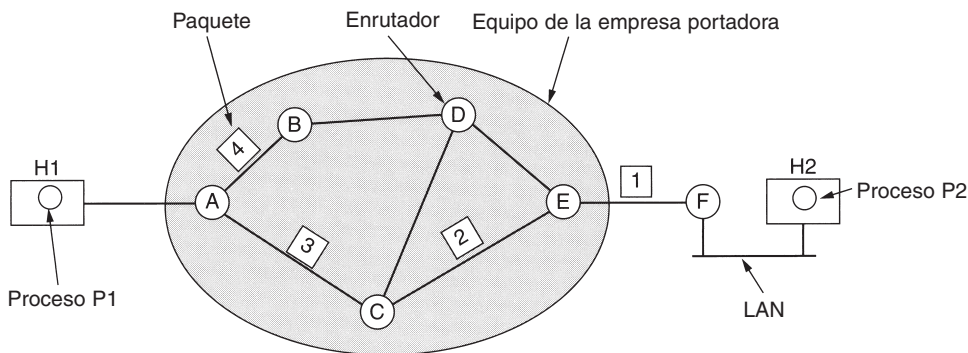 Paquete
Enrutador
Equipo de la empresa portadora
B
D
4
H1
A
1
H2
E
F
Proceso P2
3
2
Proceso P1
C
LAN